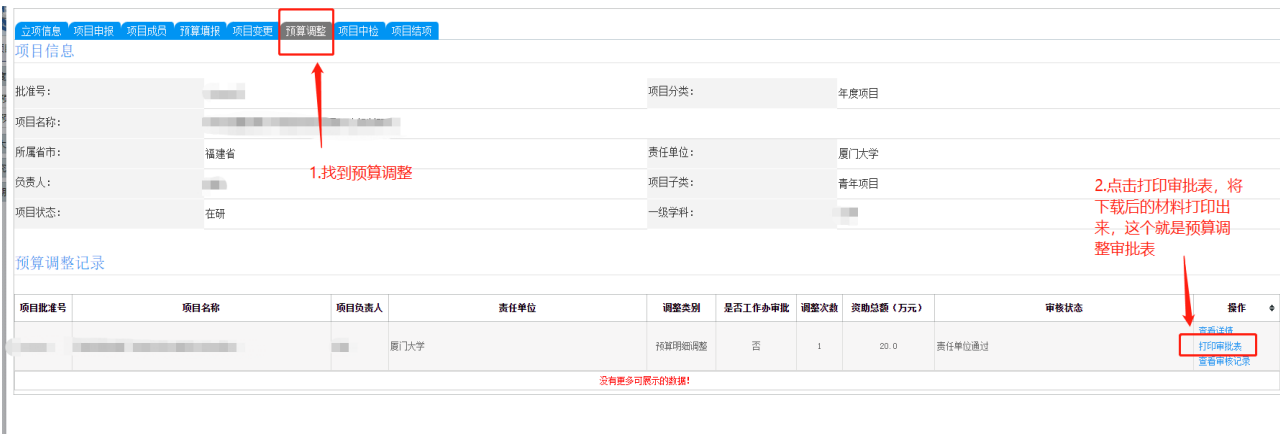 立项信息 项目申报 项目成员 预算填报 项目变更 预算调整 项目中检 项目结项
项目信息
批准号: 项目分类: 年度项目
项目名称:
所属省市: 福建省 责任单位: 厦门大学
1.找到预算调整
负责人: 项目子类: 青年项目
2.点击打印审批表，将
下载后的材料打印出
来，这个就是预算调
整审批表
项目状态: 在研 一级学科:
预算调整记录
项目批准号 项目名称 项目负责人 责任单位 调整类别 是否工作办审批 调整次数 资助总额（万元） 审核状态 操作
查看详情
厦门大学 预算明细调整 否 1 20.0 责任单位通过 打印审批表
查看审核记录
没有更多可展示的数据!